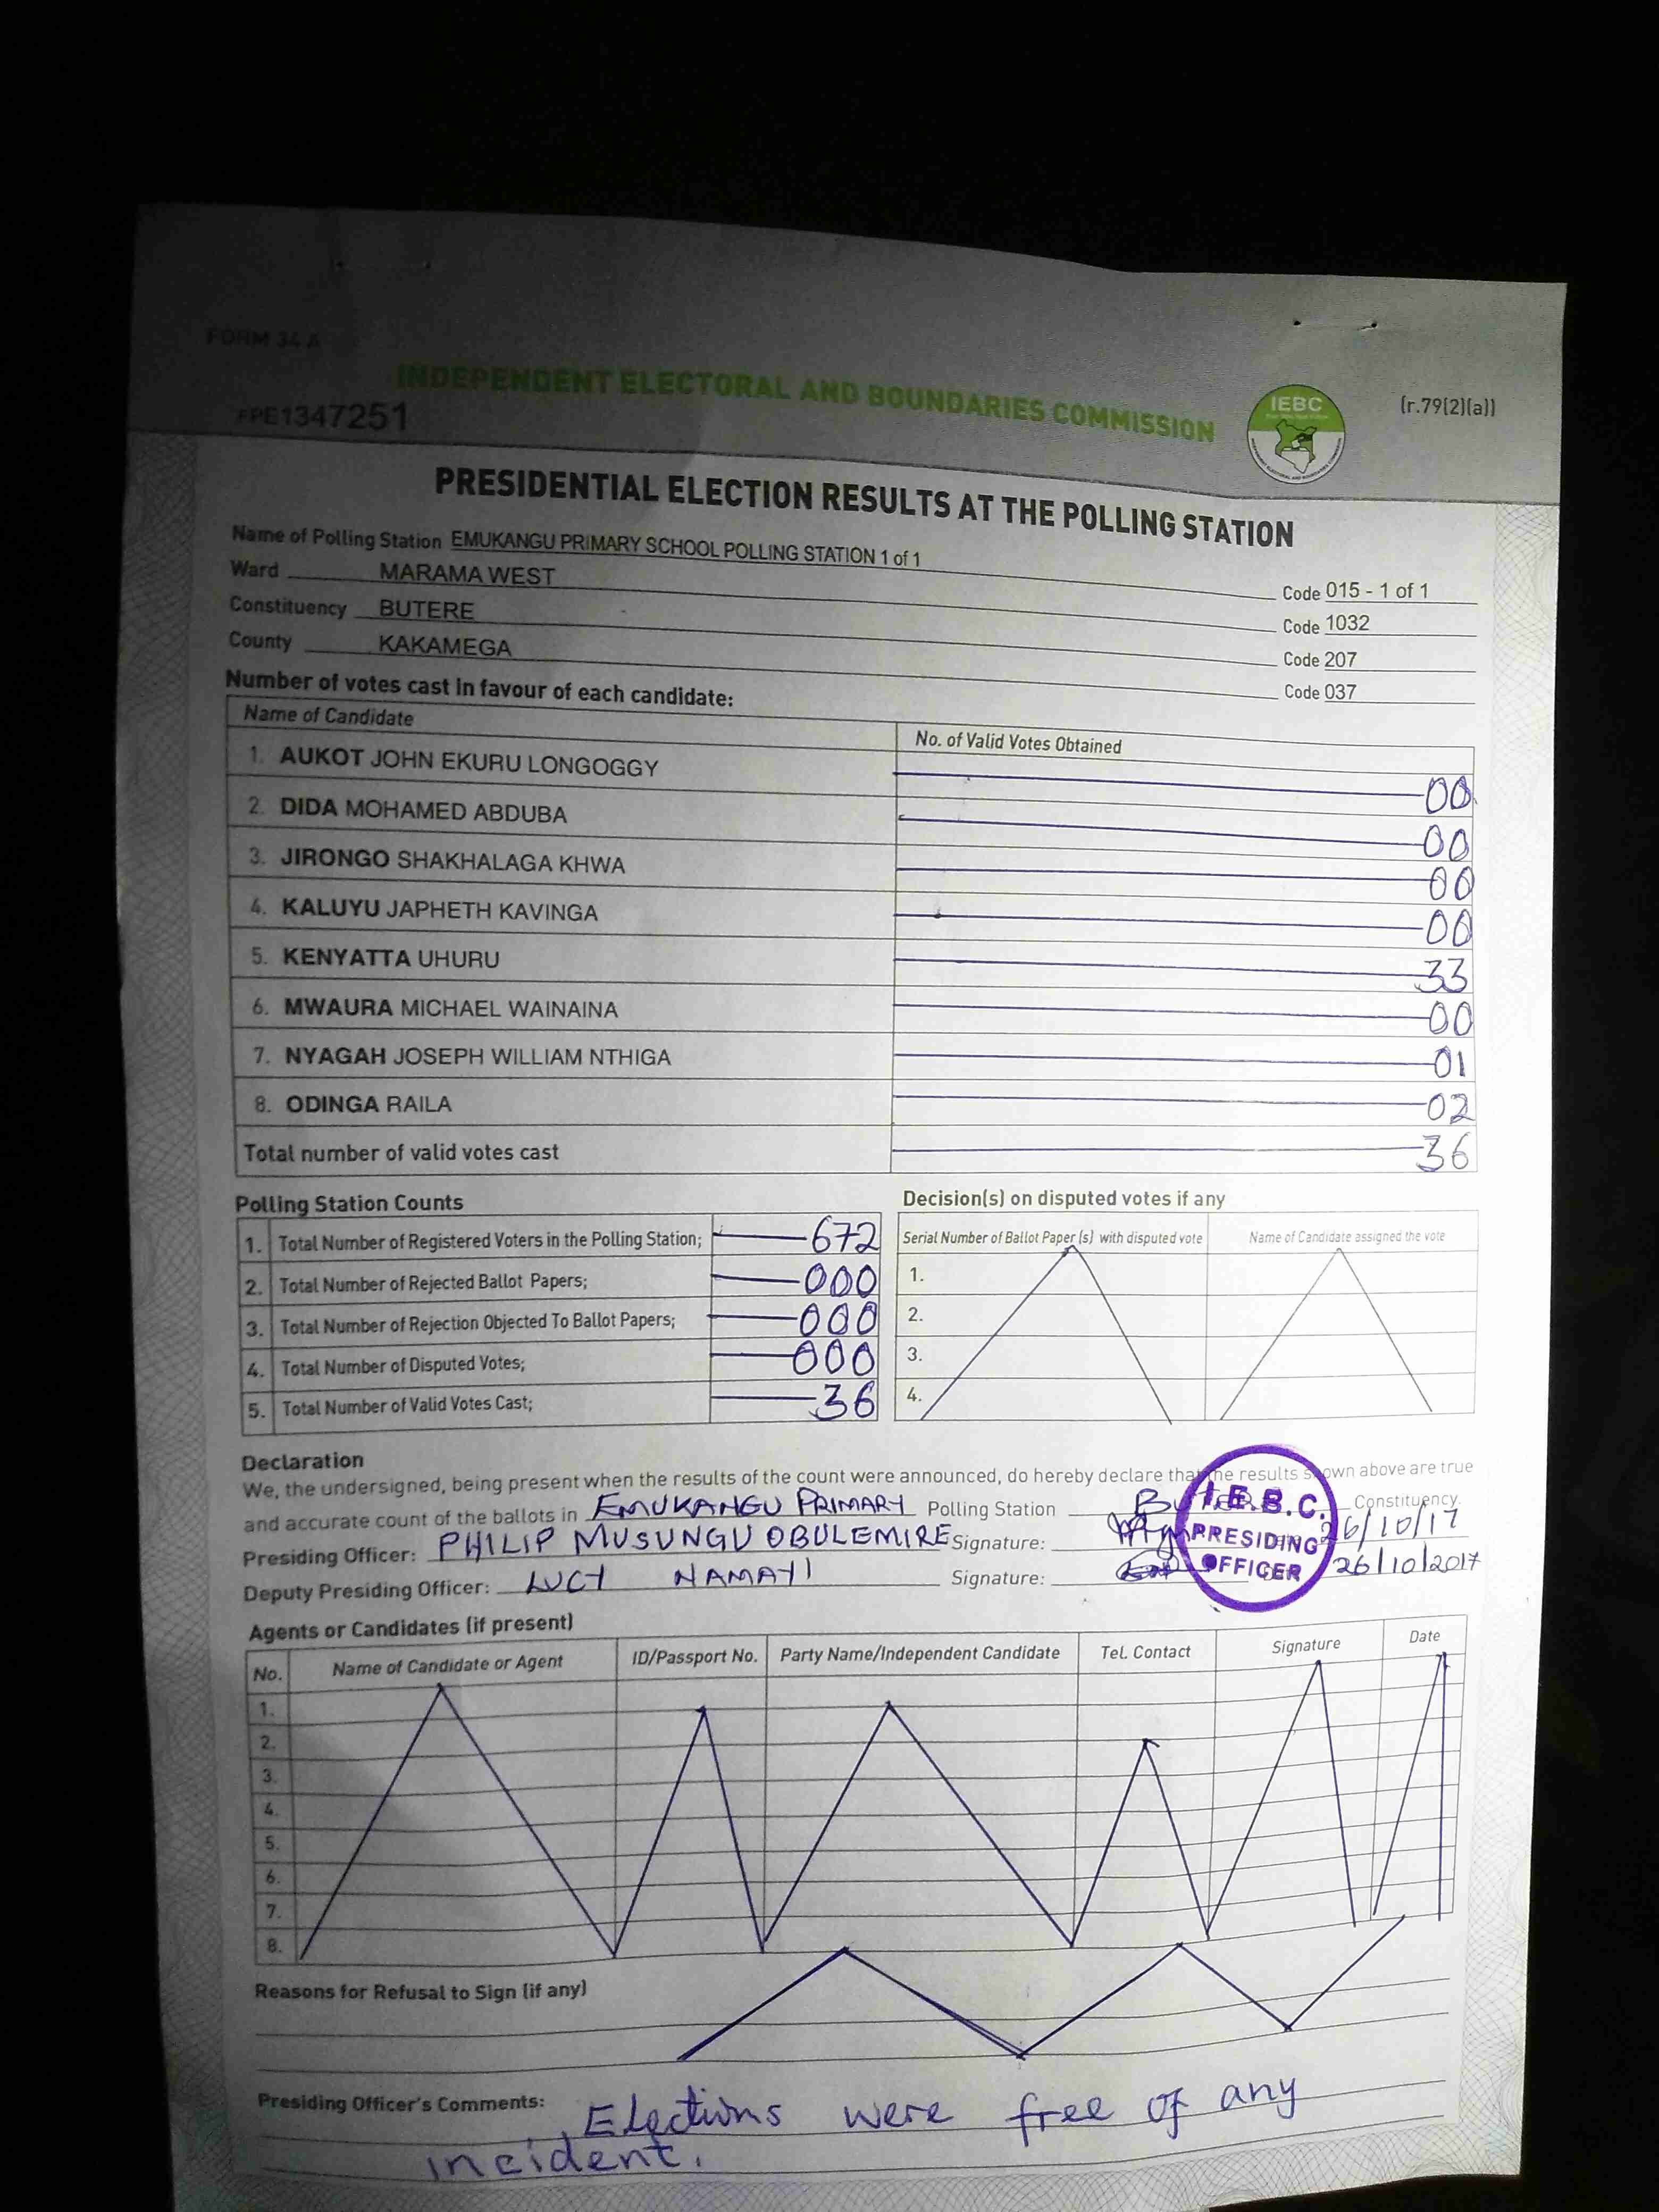 FORM 34 A
INDEPENDENT ELECTORAL AND BOUNDARIES COMMISSION
IEBC
(r.79(2)(a))
PE1347251
PRESIDENTIAL ELECTION RESULTS AT THE POLLING STATION
Name of Polling Station EMUKANGU PRIMARY SCHOOL POLLING STATION 1 of 1 Code 015 - 1 of 1
Ward MARAMA WEST Code 1032
Constituency BUTERE Code 207
County KAKAMEGA Code 037
Number of votes cast in favour of each candidate:
Name of Candidate No. of Valid Votes Obtained
1. AUKOT JOHN EKURU LONGOGGY 00
2. DIDA MOHAMED ABDUBA 00
3. JIRONGO SHAKHALAGA KHWA 00
4. KALUYU JAPHETH KAVINGA 00
5. KENYATTA UHURU 33
6. MWAURA MICHAEL WAINAINA 00
7. NYAGAH JOSEPH WILLIAM NTHIGA 01
8. ODINGA RAILA 02
Total number of valid votes cast 36
Polling Station Counts
1. Total Number of Registered Voters in the Polling Station; 672
2. Total Number of Rejected Ballot Papers; 000
3. Total Number of Rejection Objected To Ballot Papers; 000
4. Total Number of Disputed Votes; 000
5. Total Number of Valid Votes Cast; 36
Decision(s) on disputed votes if any
Serial Number of Ballot Paper (s) with disputed vote Name of Candidate assigned the vote
1.
2.
3.
4.
Declaration
We, the undersigned, being present when the results of the count were announced, do hereby declare that the results shown above are true
and accurate count of the ballots in EMUKANGU PRIMARY Polling Station Constituency.
Presiding Officer: PHILIP MUSUNGU OBULEMIRE Signature: 26/10/17
Deputy Presiding Officer: LUCY NAMAYI Signature: 26/10/2017
I.E.B.C.
PRESIDING
OFFICER
Agents or Candidates (if present)
No. Name of Candidate or Agent ID/Passport No. Party Name/Independent Candidate Tel. Contact Signature Date
1.
2.
3.
4.
5.
6.
7.
8.
Reasons for Refusal to Sign (if any)
Presiding Officer's Comments: Elections were free of any
incident.